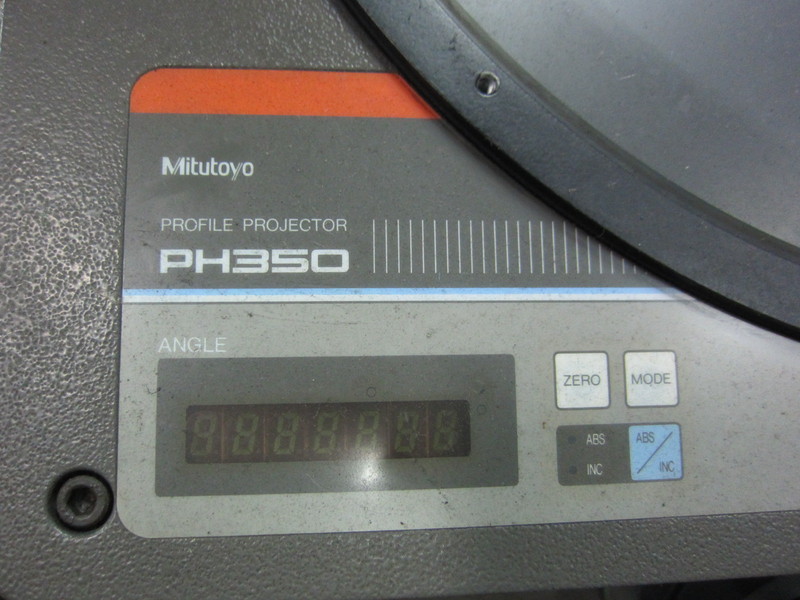 Mitutoyo
PROFILE PROJECTOR
PH350
ANGLE
ZERO
MODE
ABS
INC
ABS
INC